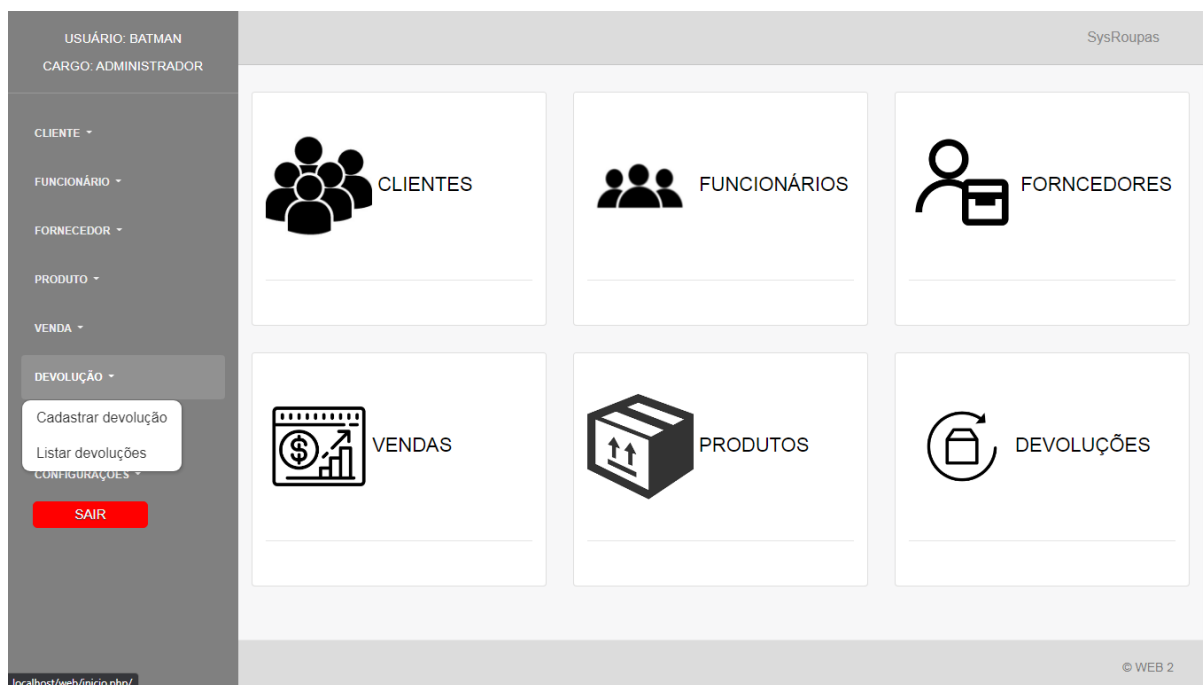 USUÁRIO: BATMAN
CARGO: ADMINISTRADOR
SysRoupas
CLIENTE
FUNCIONÁRIO
FORNECEDOR
PRODUTO
VENDA
DEVOLUÇÃO
Cadastrar devolução
Listar devoluções
CONFIGURAÇÕES
SAIR
CLIENTES
FUNCIONÁRIOS
FORNCEDORES
VENDAS
PRODUTOS
DEVOLUÇÕES
© WEB 2
localhost/web/inicio.php/